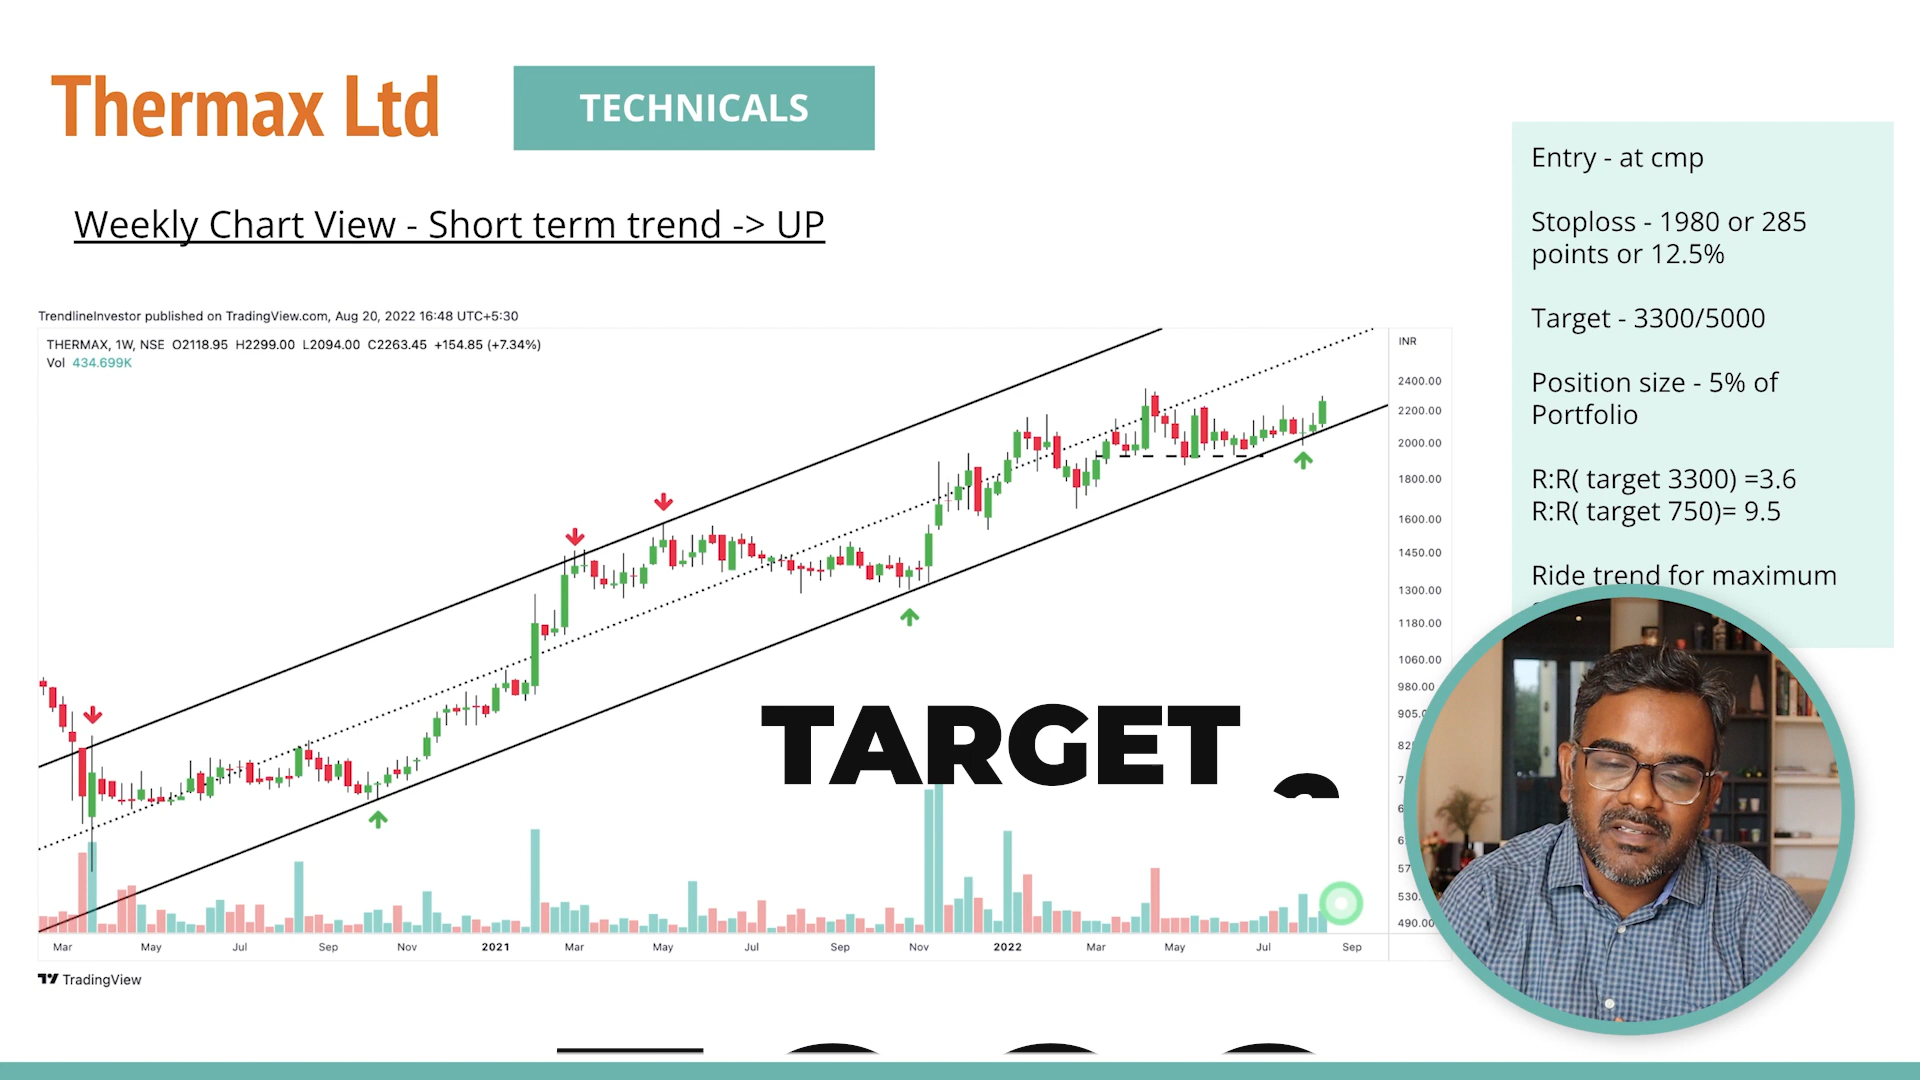 Thermax Ltd
TECHNICALS
Weekly Chart View - Short term trend -> UP
Entry - at cmp
Stoploss - 1980 or 285
points or 12.5%
Target - 3300/5000
Position size - 5% of
Portfolio
R:R( target 3300) =3.6
R:R( target 750)= 9.5
Ride trend for maximum
TrendlineInvestor published on TradingView.com, Aug 20, 2022 16:48 UTC+5:30
THERMAX, 1W, NSE O2118.95 H2299.00 L2094.00 C2263.45 +154.85 (+7.34%)
Vol 434.699K
INR
2400.00
2200.00
2000.00
1800.00
1600.00
1450.00
1300.00
1180.00
1060.00
980.00
905.
530.
490.00
TARGET
Mar May Jul Sep Nov 2021 Mar May Jul Sep Nov 2022 Mar May Jul Sep
TradingView